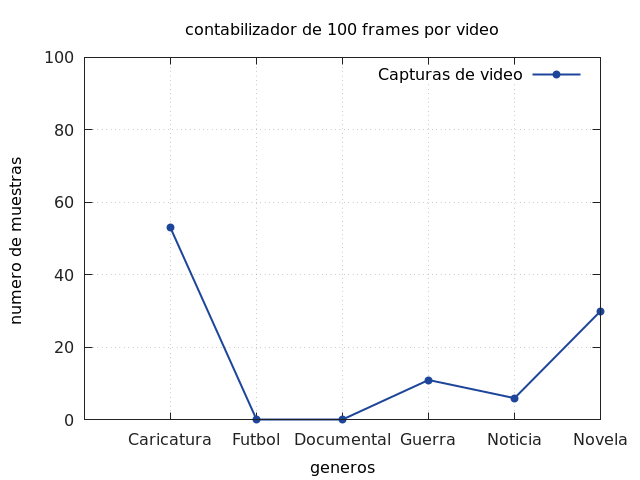 contabilizador de 100 frames por video
Capturas de video
numero de muestras
100
80
60
40
20
0
Caricatura Futbol Documental Guerra Noticia Novela
generos